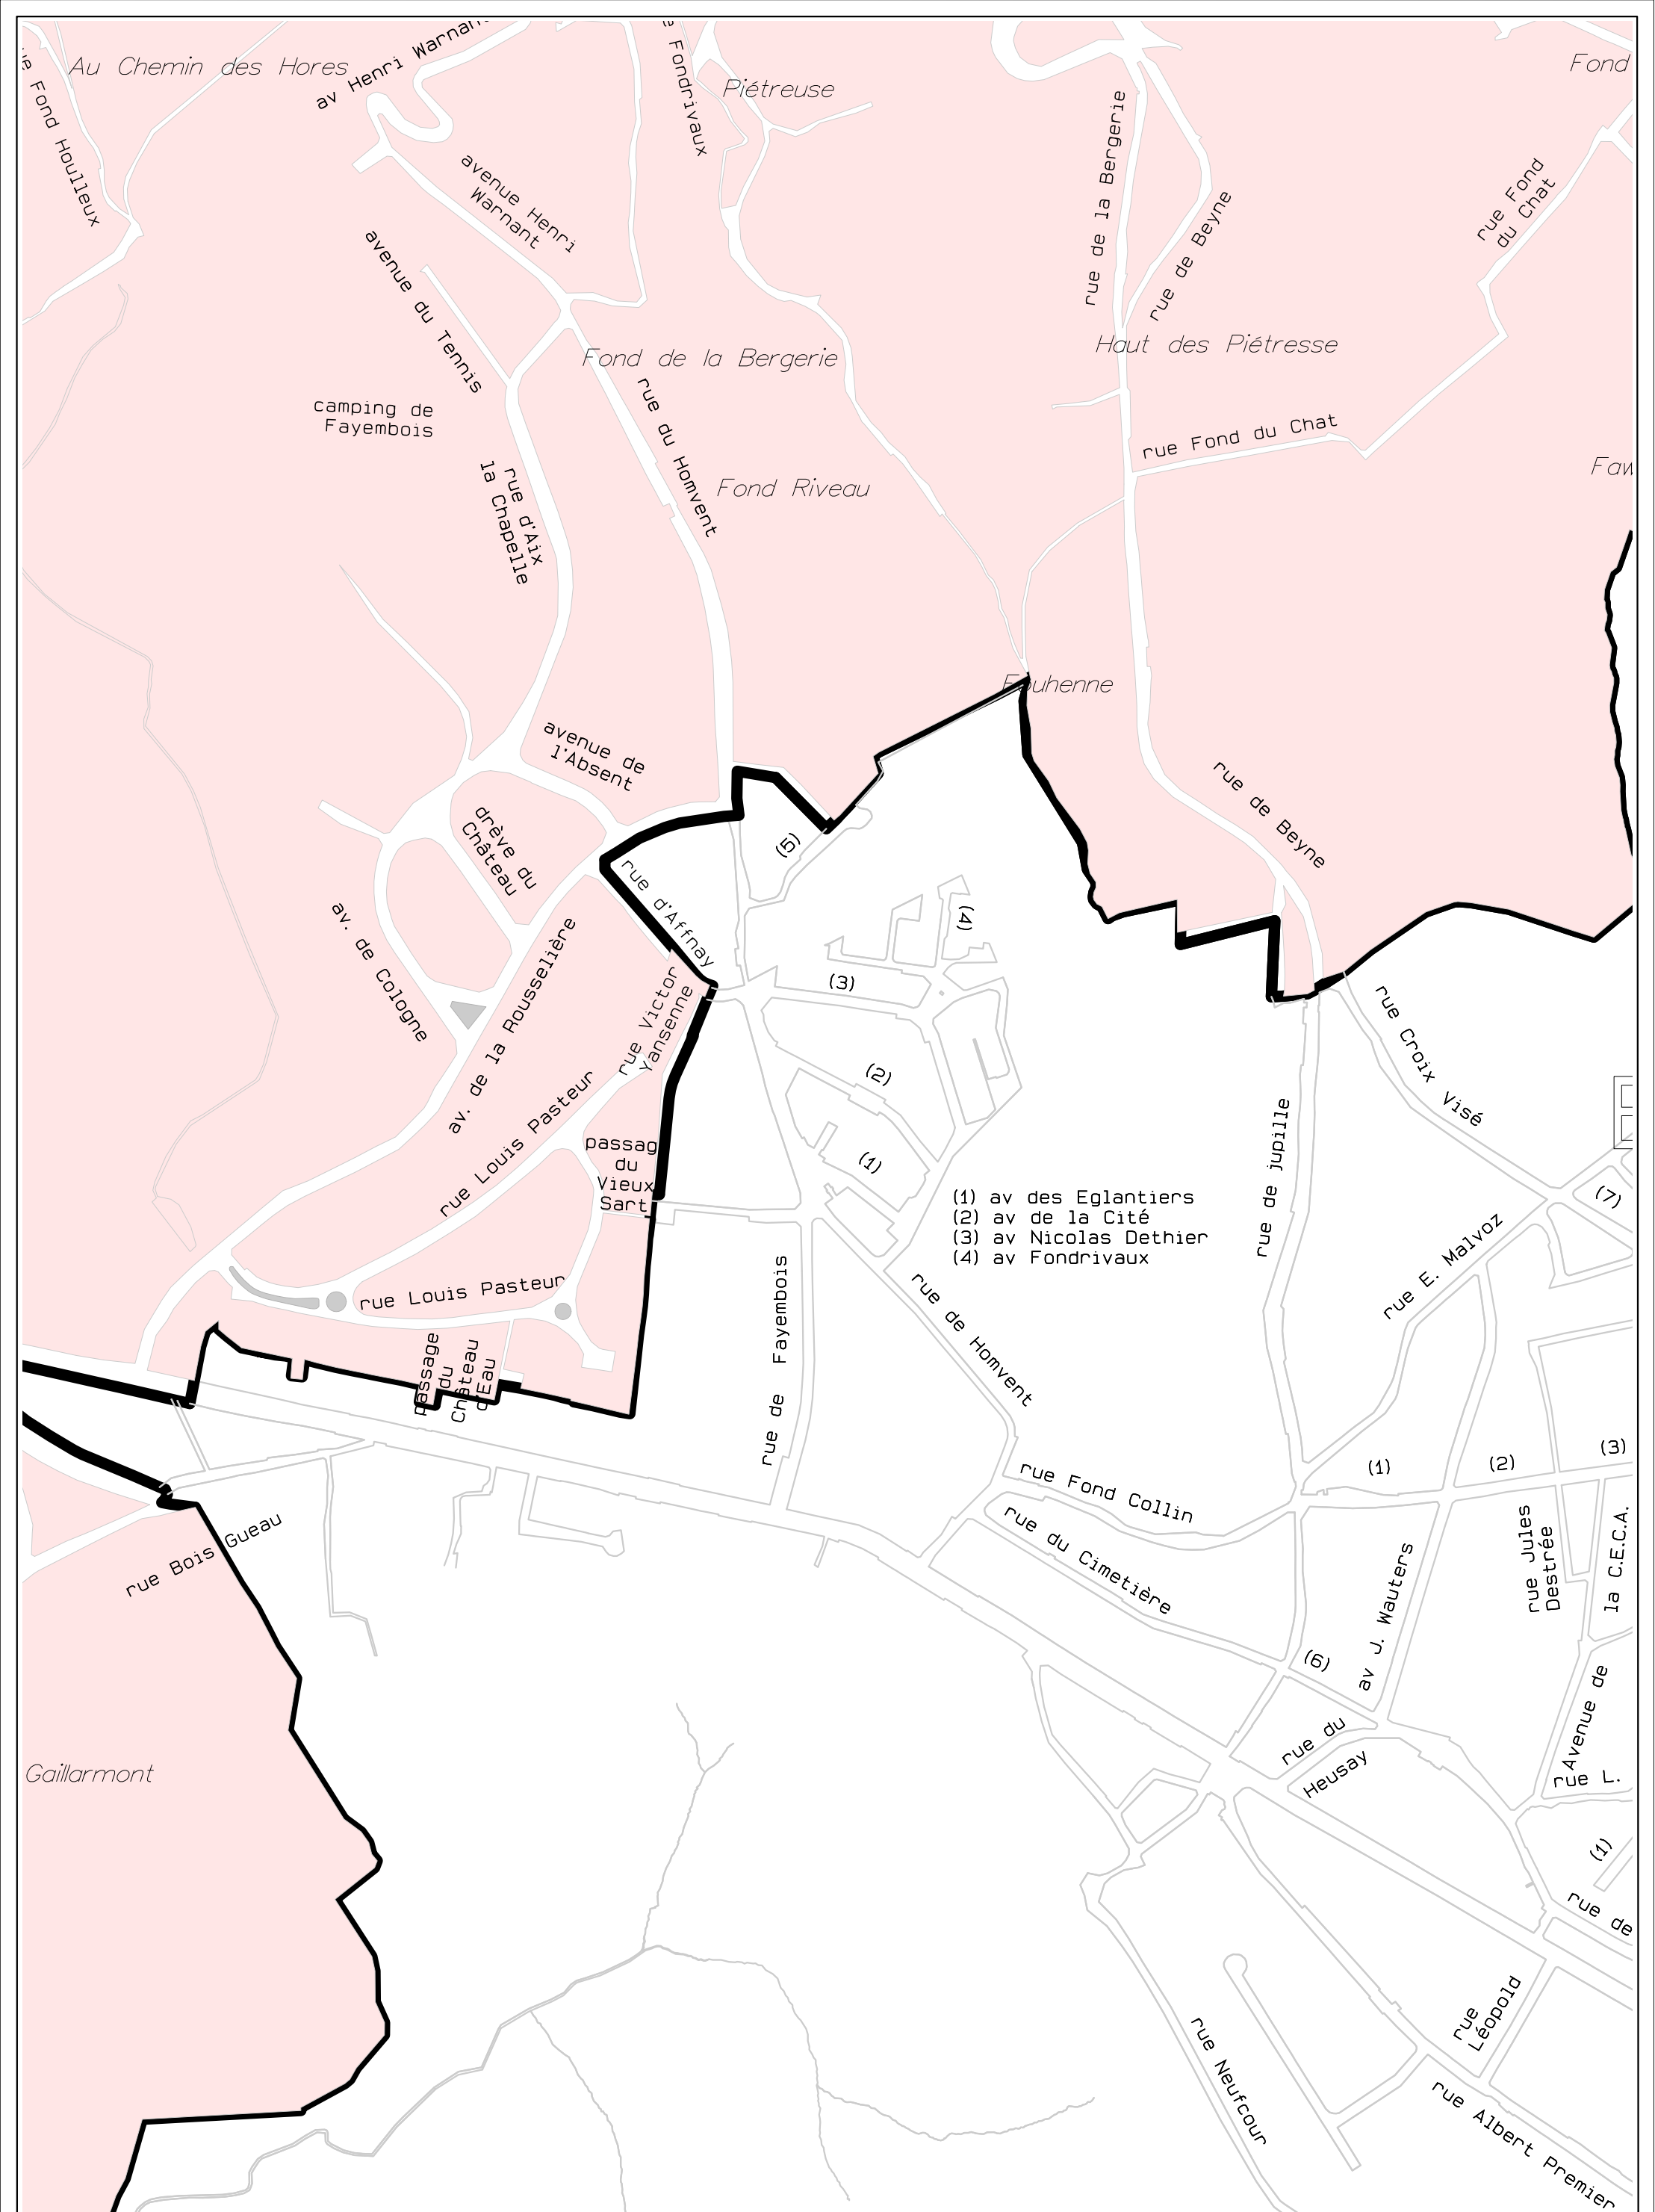 Fond Houlleux
Au Chemin des Hores
av Henri Warnant
Fondrivaux
Piétreuse
Fond
avenue Henri
Warnant
rue de la Bergerie
rue de Beyne
rue Fond
du Chat
avenue du Tennis
Fond de la Bergerie
Haut des Piétresse
camping de
Fayembois
rue du Homvent
rue Fond du Chat
rue d'Aix
la Chapelle
Fond Riveau
Faw
Fouhenne
avenue de
l'Absent
rue de Beyne
drève du
Château
(5)
rue d'Affnay
(4)
av. de Cologne
av. de la Rousselière
rue Victor
Yansenne
(3)
rue Croix Visé
rue Louis Pasteur
(2)
passag
du
Vieux
Sart
(1)
rue de jupille
(7)
(1) av des Eglantiers
(2) av de la Cité
(3) av Nicolas Dethier
(4) av Fondrivaux
rue E. Malvoz
rue Louis Pasteur
rue de Fayembois
rue de Homvent
passage
du
Château
d'Eau
(1)
(2)
(3)
rue Fond Collin
rue Bois Gueau
rue du Cimetière
av J. Wauters
rue Jules
Destrée
la C.E.C.A.
(6)
Avenue de
rue du
Heusay
rue L.
Gaillarmont
(1)
rue de
rue
Léopold
rue Neufcour
rue Albert Premier